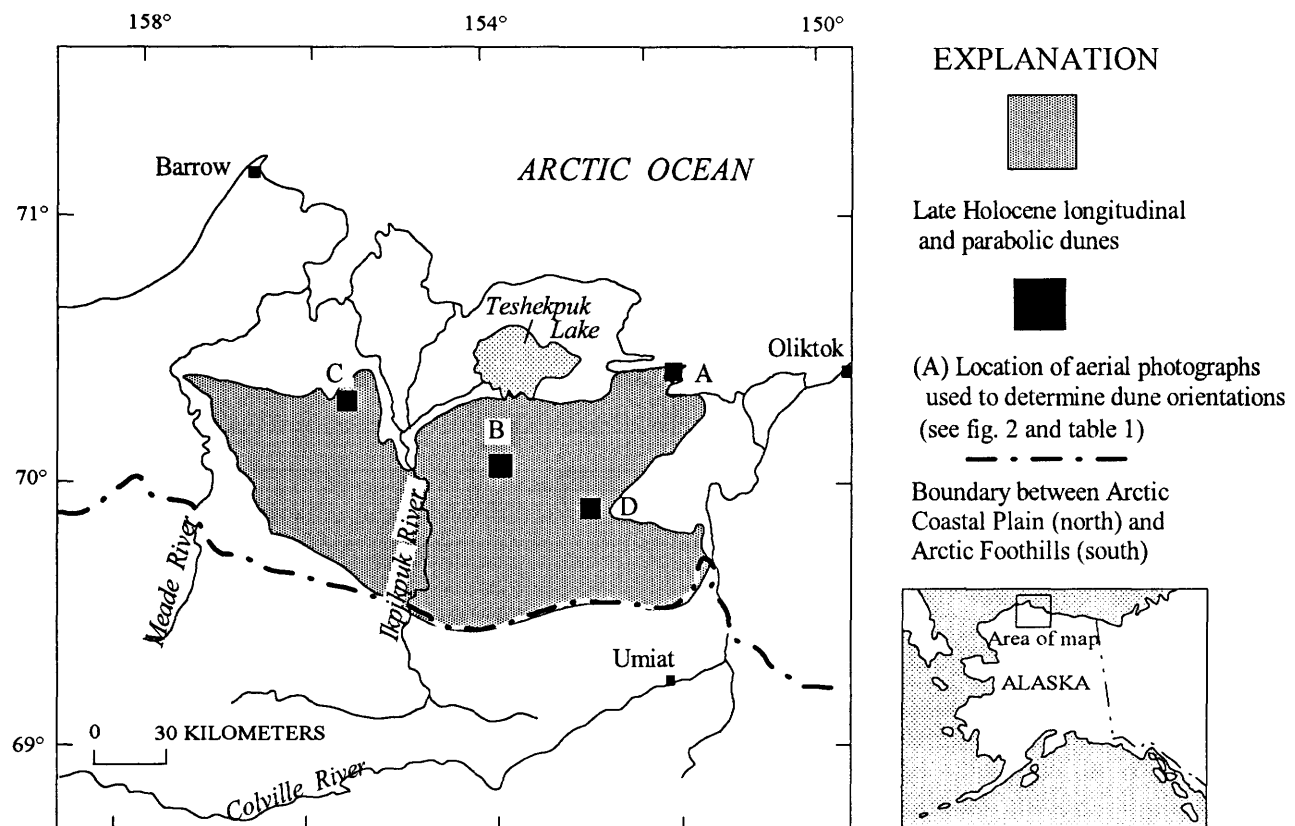 158°
154°
150°
71°
70°
69°
Barrow
ARCTIC OCEAN
Teshekpuk
Lake
Oliktok
A
B
C
D
Meade River
Ikpikpuk River
Umiat
Colville River
0 30 KILOMETERS
EXPLANATION
Late Holocene longitudinal
and parabolic dunes
(A) Location of aerial photographs
used to determine dune orientations
(see fig. 2 and table 1)
Boundary between Arctic
Coastal Plain (north) and
Arctic Foothills (south)
Area of map
ALASKA